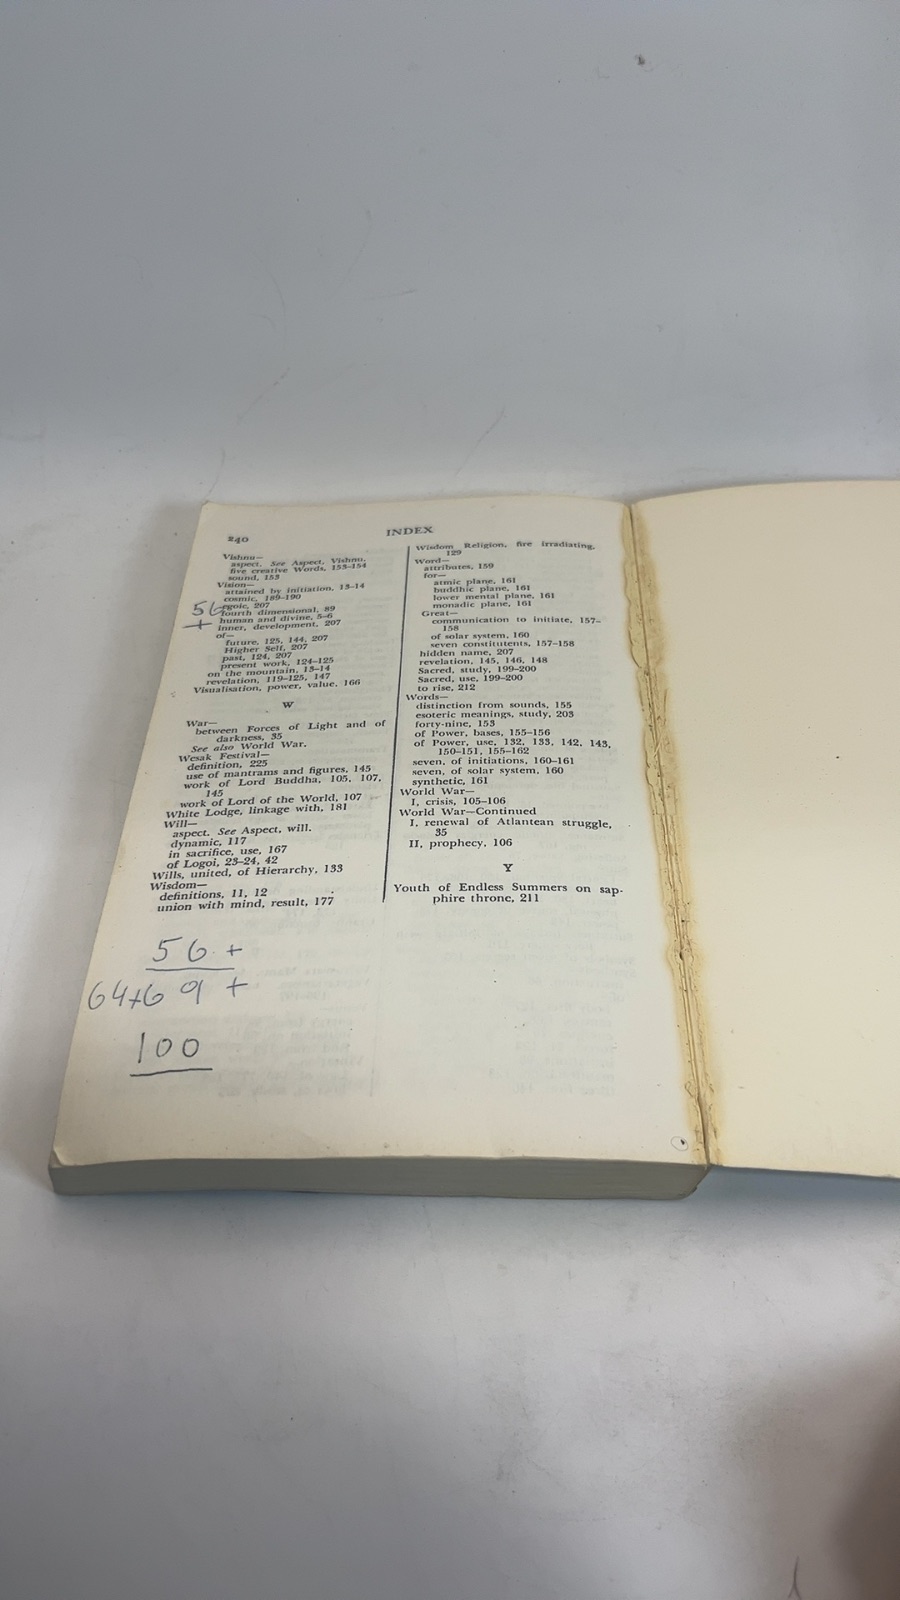 240
INDEX
Vishnu—
aspect. See Aspect, Vishnu.
five creative Words, 153–154
sound, 153
Vision—
attained by initiation, 13–14
cosmic, 189–190
egoic, 207
fourth dimensional, 89
human and divine, 5–6
inner, development, 207
of—
future, 125, 144, 207
Higher Self, 207
past, 124, 207
present work, 124–125
on the mountain, 13–14
revelation, 119–125, 147
Visualisation, power, value, 166
W
War—
between Forces of Light and of
darkness, 35
See also World War.
Wesak Festival—
definition, 225
use of mantrams and figures, 145
work of Lord Buddha, 105, 107,
145
work of Lord of the World, 107
White Lodge, linkage with, 181
Will—
aspect. See Aspect, will.
dynamic, 117
in sacrifice, use, 167
of Logoi, 23–24, 42
Wills, united, of Hierarchy, 133
Wisdom—
definitions, 11, 12
union with mind, result, 177
56
+
56+
64+69+
100
Wisdom Religion, fire irradiating,
129
Word—
attributes, 159
for—
atmic plane, 161
buddhic plane, 161
lower mental plane, 161
monadic plane, 161
Great—
communication to initiate, 157–
158
of solar system, 160
seven constitutents, 157–158
hidden name, 207
revelation, 145, 146, 148
Sacred, study, 199–200
Sacred, use, 199–200
to rise, 212
Words—
distinction from sounds, 155
esoteric meanings, study, 203
forty-nine, 153
of Power, bases, 155–156
of Power, use, 132, 133, 142, 143,
150–151, 155–162
seven, of initiations, 160–161
seven, of solar system, 160
synthetic, 161
World War—
I, crisis, 105–106
World War—Continued
I, renewal of Atlantean struggle,
35
II, prophecy, 106
Y
Youth of Endless Summers on sap-
phire throne, 211